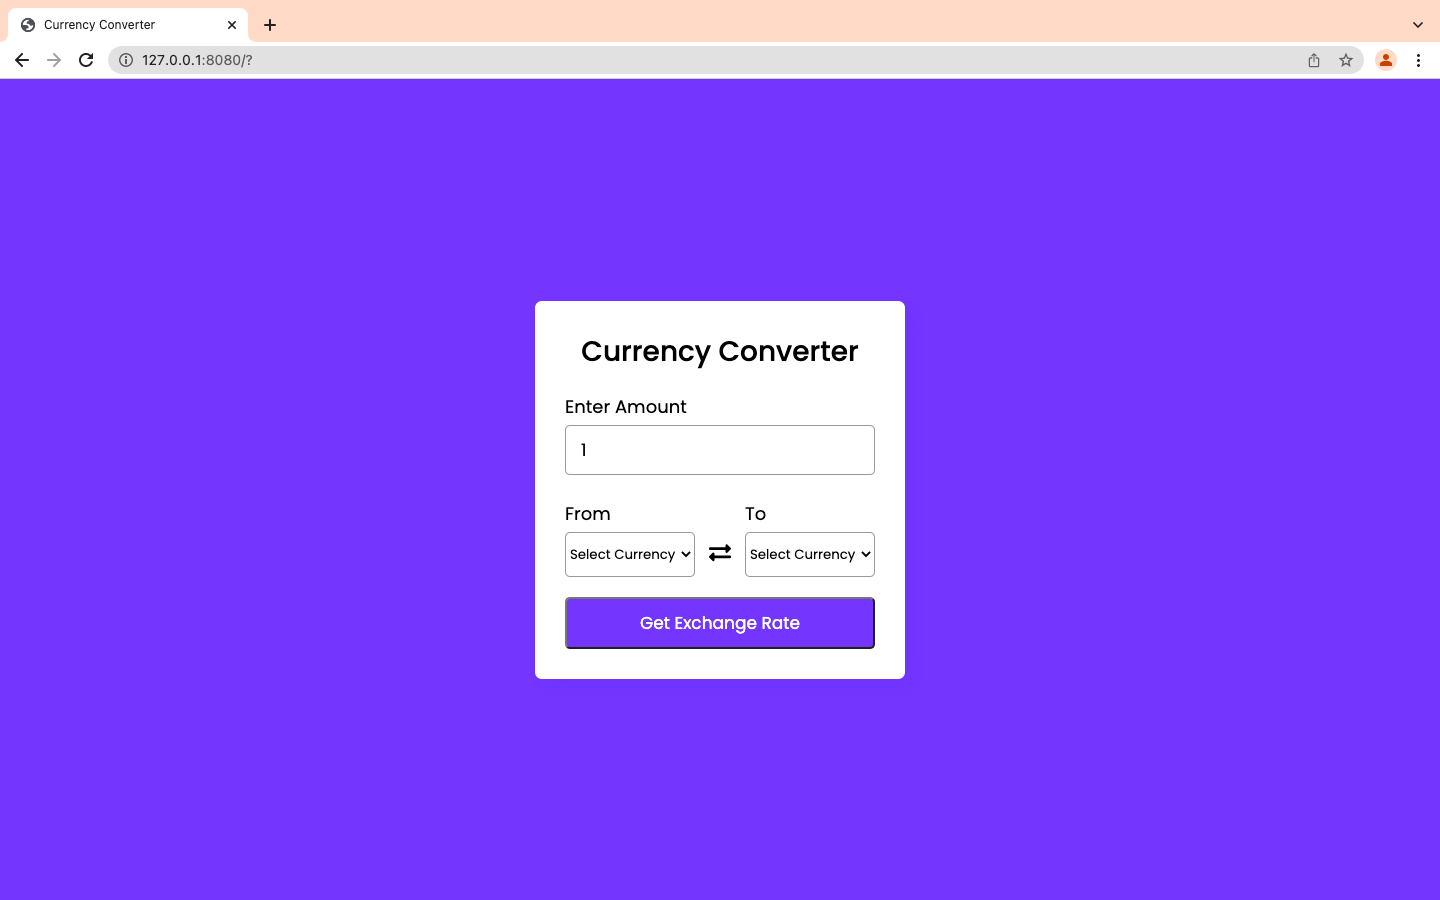 Currency Converter
127.0.0.1:8080/?
Currency Converter
Enter Amount
1
From To
Select Currency Select Currency
Get Exchange Rate